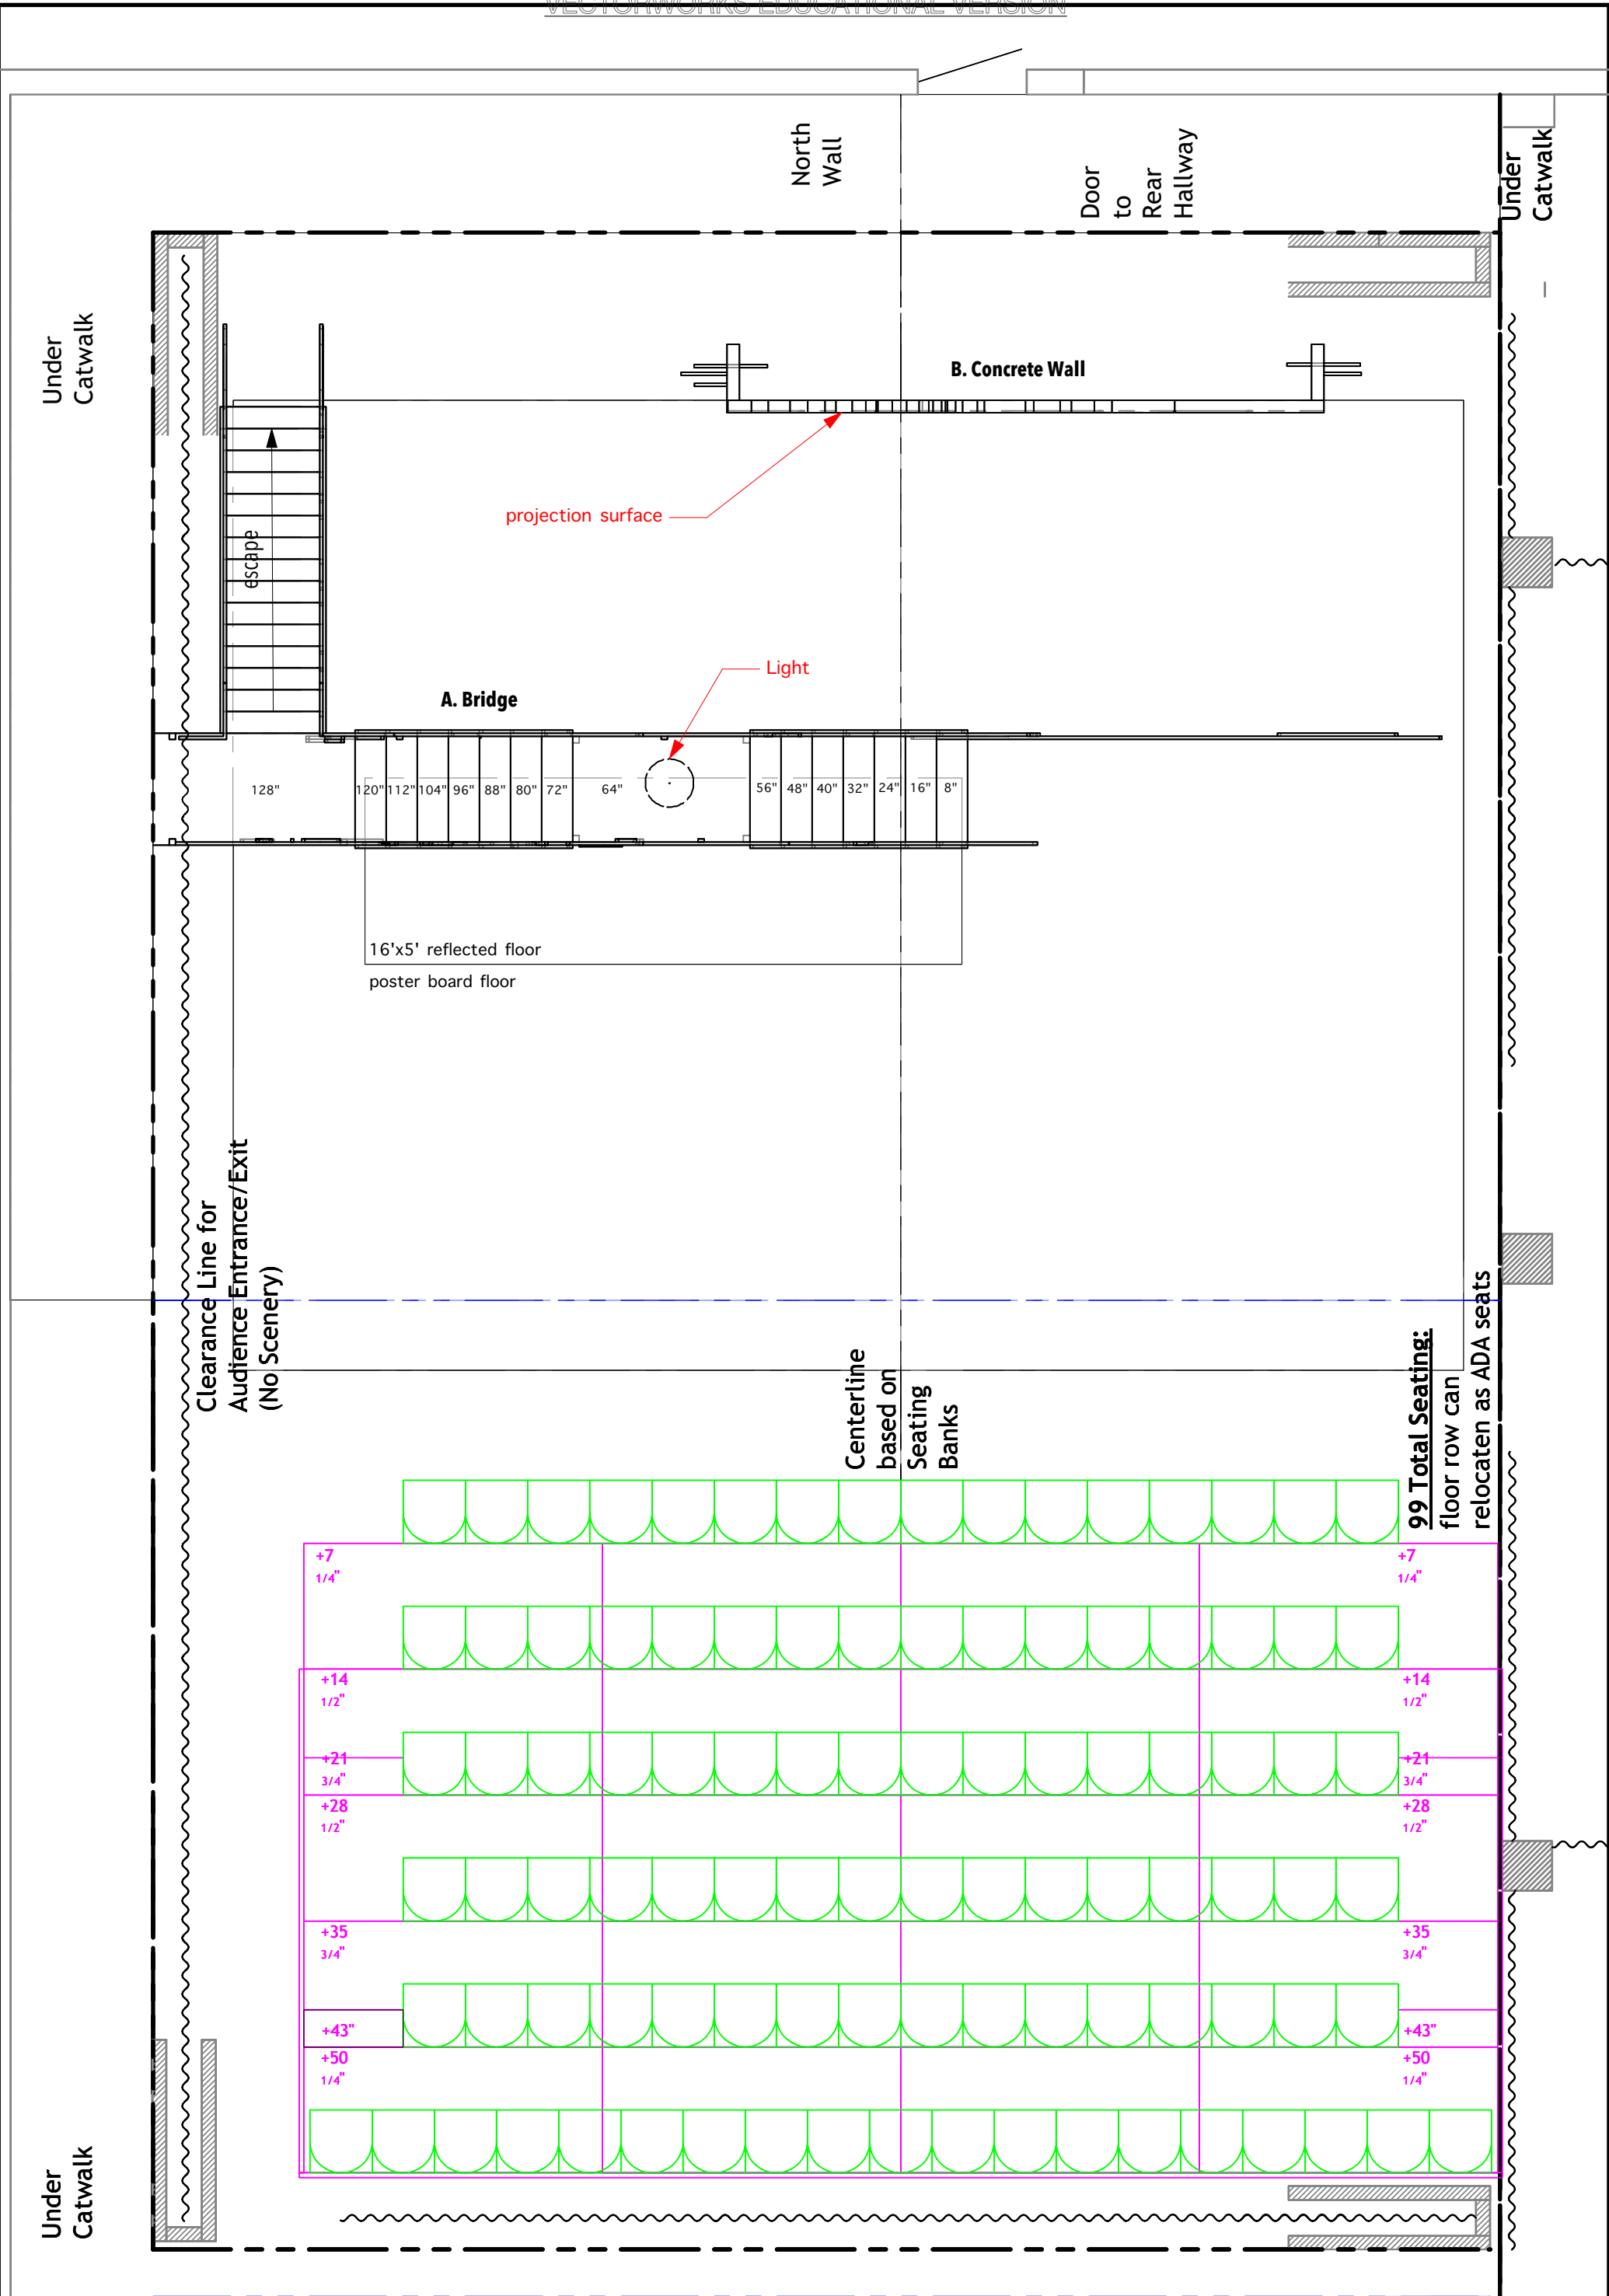 VECTORWORKS EDUCATIONAL VERSION
North
Wall
Door
to
Rear
Hallway
Under
Catwalk
Under
Catwalk
B. Concrete Wall
projection surface
escape
Light
A. Bridge
128"
120"
112"
104"
96"
88"
80"
72"
64"
56"
48"
40"
32"
24"
16"
8"
16'x5' reflected floor
poster board floor
Clearance Line for
Audience Entrance/Exit
(No Scenery)
Centerline
based on
Seating
Banks
99 Total Seating:
floor row can
relocaten as ADA seats
+7
1/4"
+7
1/4"
+14
1/2"
+14
1/2"
+21
3/4"
+21
3/4"
+28
1/2"
+28
1/2"
+35
3/4"
+35
3/4"
+43"
+43"
+50
1/4"
+50
1/4"
Under
Catwalk